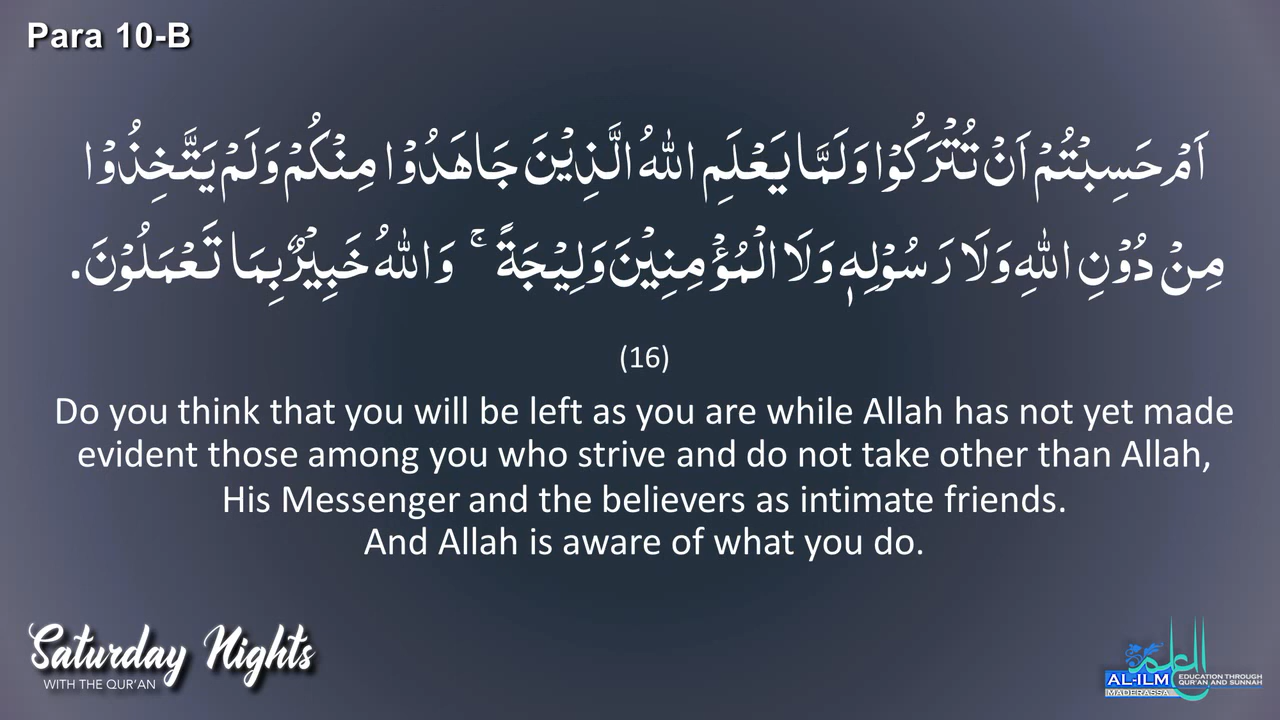 Para 10-B
اَمْ حَسِبْتُمْ اَنْ تُتْرَكُوْا وَلَمَّا يَعْلَمِ اللّٰهُ الَّذِيْنَ جَاهَدُوْا مِنْكُمْ وَلَمْ يَتَّخِذُوْا
مِنْ دُوْنِ اللّٰهِ وَلَا رَسُوْلِهٖ وَلَا الْمُؤْمِنِيْنَ وَلِيْجَةً ۚ وَاللّٰهُ خَبِيْرٌۢ بِمَا تَعْمَلُوْنَ.
(16)
Do you think that you will be left as you are while Allah has not yet made
evident those among you who strive and do not take other than Allah,
His Messenger and the believers as intimate friends.
And Allah is aware of what you do.
Saturday Nights
WITH THE QUR'AN
العلم
AL-ILM
MADERASSA
EDUCATION THROUGH
QUR'AN AND SUNNAH